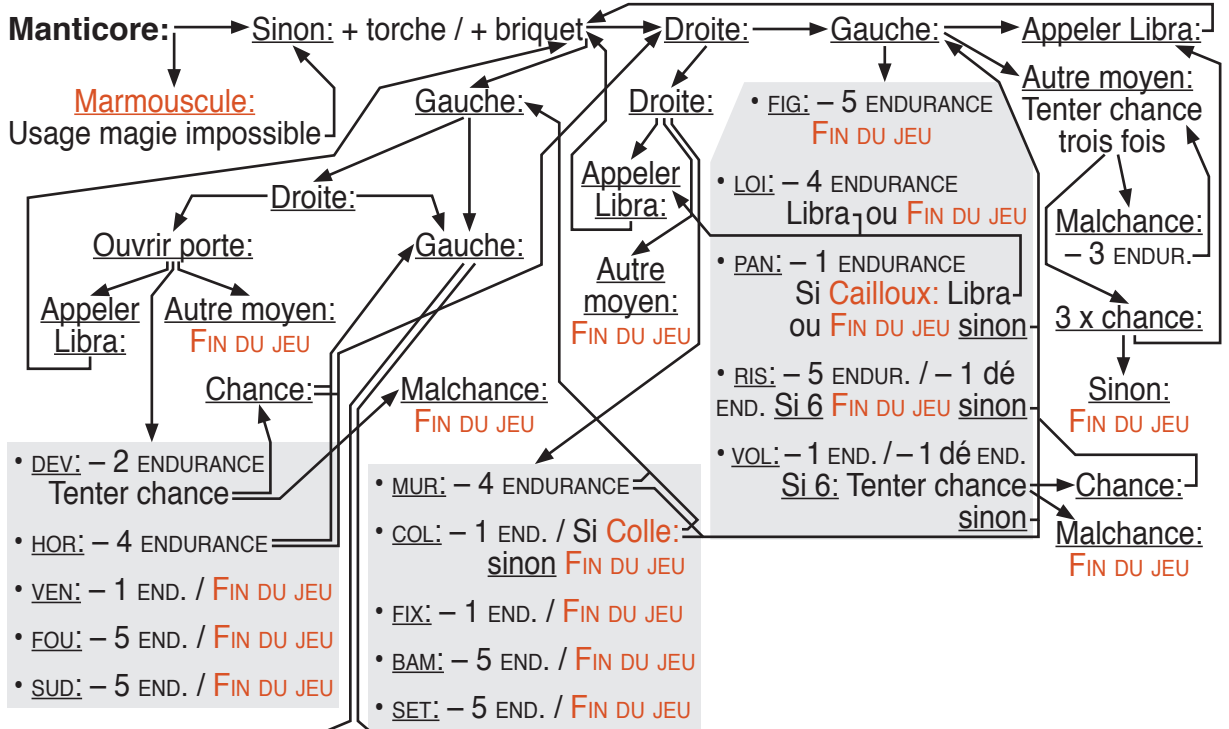 Manticore: Sinon: + torche / + briquet Droite: Gauche: Appeler Libra:
Marmouscule:
Usage magie impossible
Gauche:
Droite:
Autre moyen:
Tenter chance
trois fois
Droite:
Ouvrir porte:
Gauche:
Appeler
Libra:
Autre moyen:
FIN DU JEU
Appeler
Libra:
Autre
moyen:
FIN DU JEU
Chance:
Malchance:
FIN DU JEU
• FIG: – 5 ENDURANCE
FIN DU JEU
• LOI: – 4 ENDURANCE
Libra ou FIN DU JEU
• PAN: – 1 ENDURANCE
Si Cailloux: Libra
ou FIN DU JEU sinon
• RIS: – 5 ENDUR. / – 1 dé
END. Si 6 FIN DU JEU sinon
• VOL: – 1 END. / – 1 dé END.
Si 6: Tenter chance
sinon
Malchance:
– 3 ENDUR.
3 x chance:
Sinon:
FIN DU JEU
Chance:
Malchance:
FIN DU JEU
• DEV: – 2 ENDURANCE
Tenter chance
• HOR: – 4 ENDURANCE
• VEN: – 1 END. / FIN DU JEU
• FOU: – 5 END. / FIN DU JEU
• SUD: – 5 END. / FIN DU JEU
• MUR: – 4 ENDURANCE
• COL: – 1 END. / Si Colle:
sinon FIN DU JEU
• FIX: – 1 END. / FIN DU JEU
• BAM: – 5 END. / FIN DU JEU
• SET: – 5 END. / FIN DU JEU